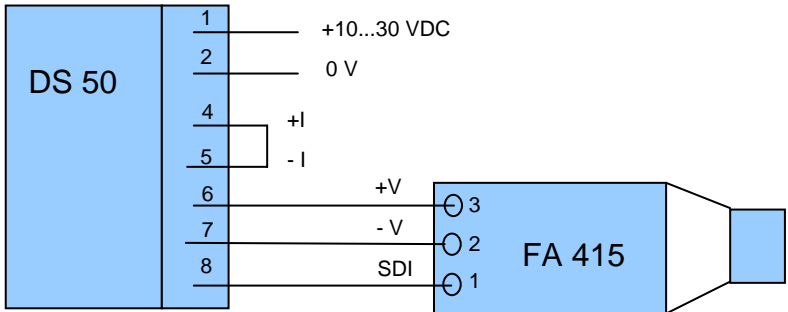 1 +10...30 VDC
2 0 V
DS 50
4 +I
5 - I
6 +V 3
7 - V 2
FA 415
8 SDI 1